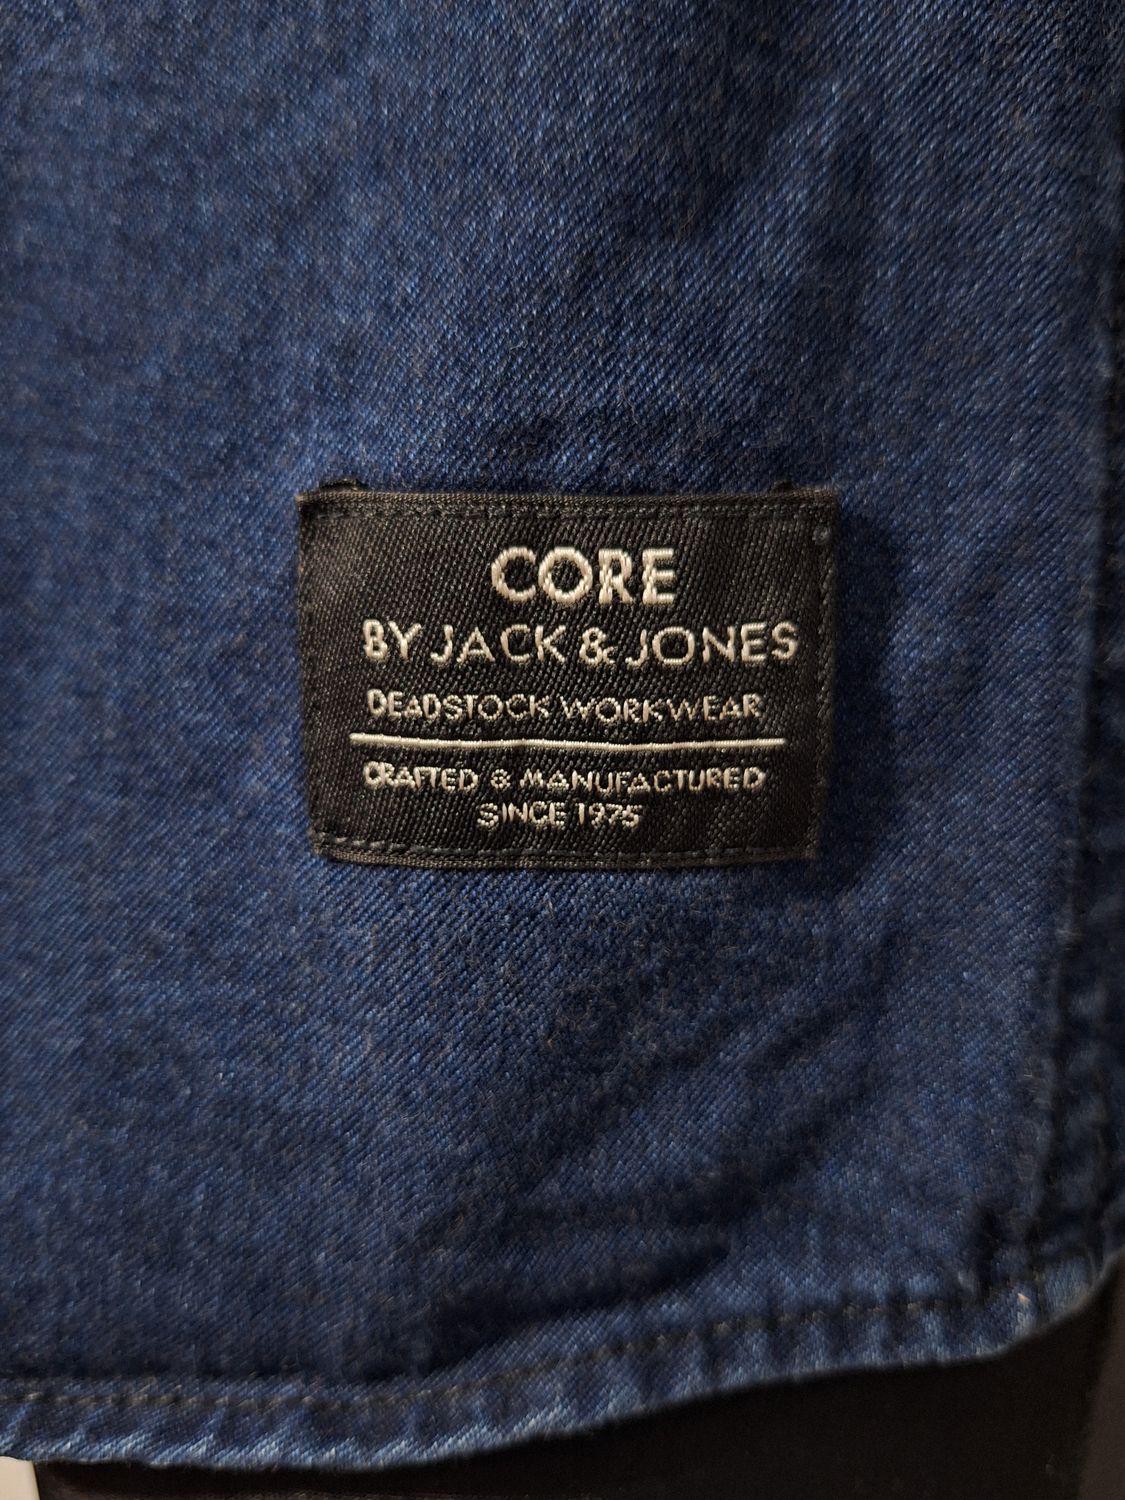 CORE
BY JACK & JONES
DEADSTOCK WORKWEAR
CRAFTED & MANUFACTURED
SINCE 1975